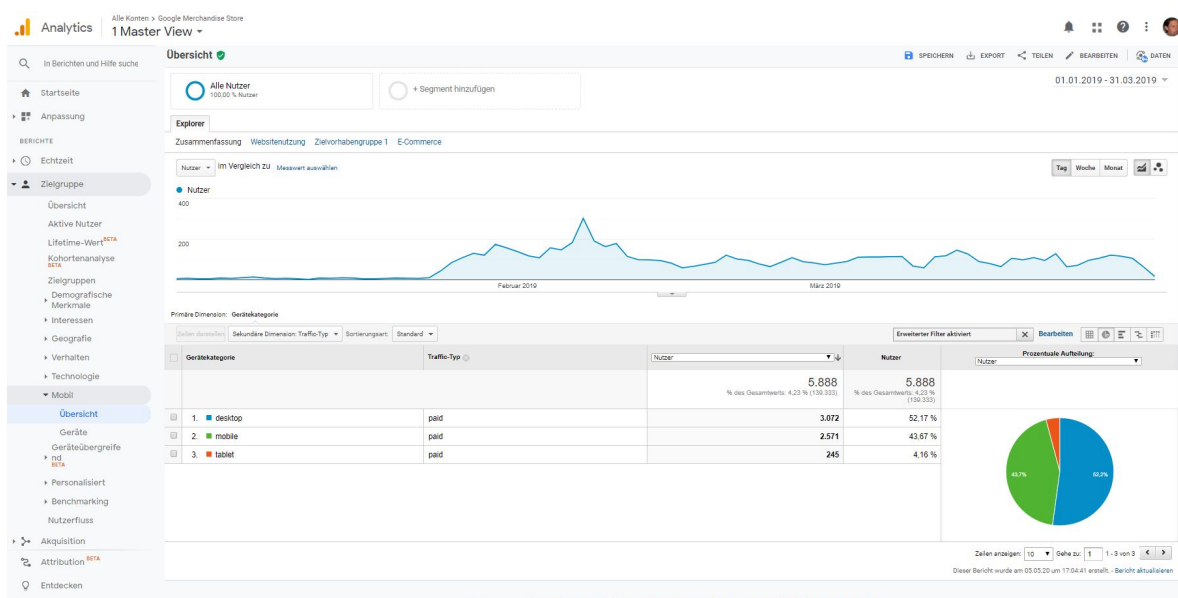 Alle Konten > Google Merchandise Store
Analytics
1 Master View
Übersicht
SPEICHERN EXPORT TEILEN BEARBEITEN DATEN
In Berichten und Hilfe suche
Alle Nutzer
100,00 % Nutzer
+ Segment hinzufügen
01.01.2019 - 31.03.2019
Startseite
Anpassung
BERICHTE
Echtzeit
Zielgruppe
Übersicht
Aktive Nutzer
Lifetime-Wert BETA
Kohortenanalyse
BETA
Zielgruppen
Demografische
Merkmale
Interessen
Geografie
Verhalten
Technologie
Mobil
Übersicht
Geräte
Geräteübergreife
nd
BETA
Personalisiert
Benchmarking
Nutzerfluss
Akquisition
Attribution BETA
Entdecken
Explorer
Zusammenfassung Websitenutzung Zielvorhabengruppe 1 E-Commerce
Nutzer im Vergleich zu Messwert auswählen
Tag Woche Monat
Nutzer
400
200
Februar 2019 März 2019
Primäre Dimension: Gerätekategorie
Zeilen darstellen Sekundäre Dimension: Traffic-Typ Sortierungsart: Standard
Erweiterter Filter aktiviert X Bearbeiten
Gerätekategorie Traffic-Typ Nutzer Nutzer
Prozentuale Aufteilung:
Nutzer
5.888 5.888
% des Gesamtwerts: 4,23 % (139.333) % des Gesamtwerts: 4,23 %
(139.333)
1. desktop paid 3.072 52,17 %
2. mobile paid 2.571 43,67 %
3. tablet paid 245 4,16 %
43,7% 52,2%
Zeilen anzeigen: 10 Gehe zu: 1 1 - 3 von 3
Dieser Bericht wurde am 05.05.20 um 17:04:41 erstellt. - Bericht aktualisieren